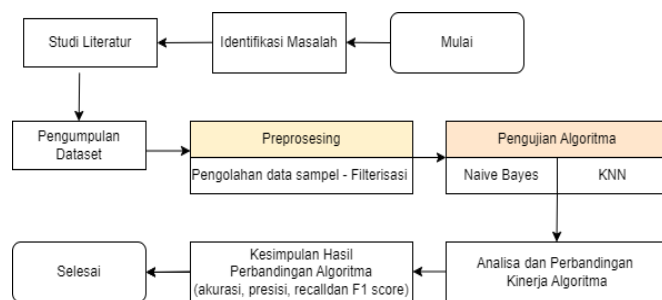 Mulai
Identifikasi Masalah
Studi Literatur
Pengumpulan
Dataset
Preprosesing
Pengolahan data sampel - Filterisasi
Pengujian Algoritma
Naive Bayes
KNN
Analisa dan Perbandingan
Kinerja Algoritma
Kesimpulan Hasil
Perbandingan Algoritma
(akurasi, presisi, recalldan F1 score)
Selesai